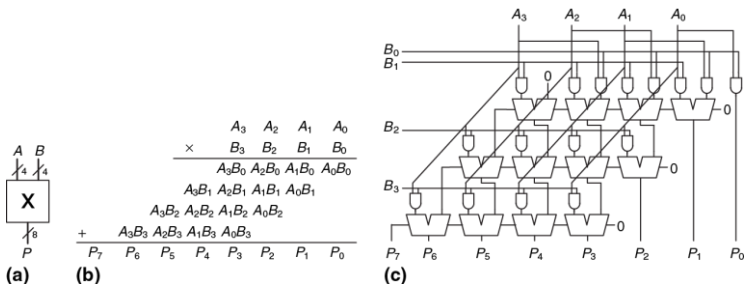 A B
4 4
X
8
P
(a)
A3 A2 A1 A0
× B3 B2 B1 B0
A3B0 A2B0 A1B0 A0B0
A3B1 A2B1 A1B1 A0B1
A3B2 A2B2 A1B2 A0B2
+ A3B3 A2B3 A1B3 A0B3
P7 P6 P5 P4 P3 P2 P1 P0
(b)
A3 A2 A1 A0
B0
B1
0
0
B2
0
B3
0
P7 P6 P5 P4 P3 P2 P1 P0
(c)